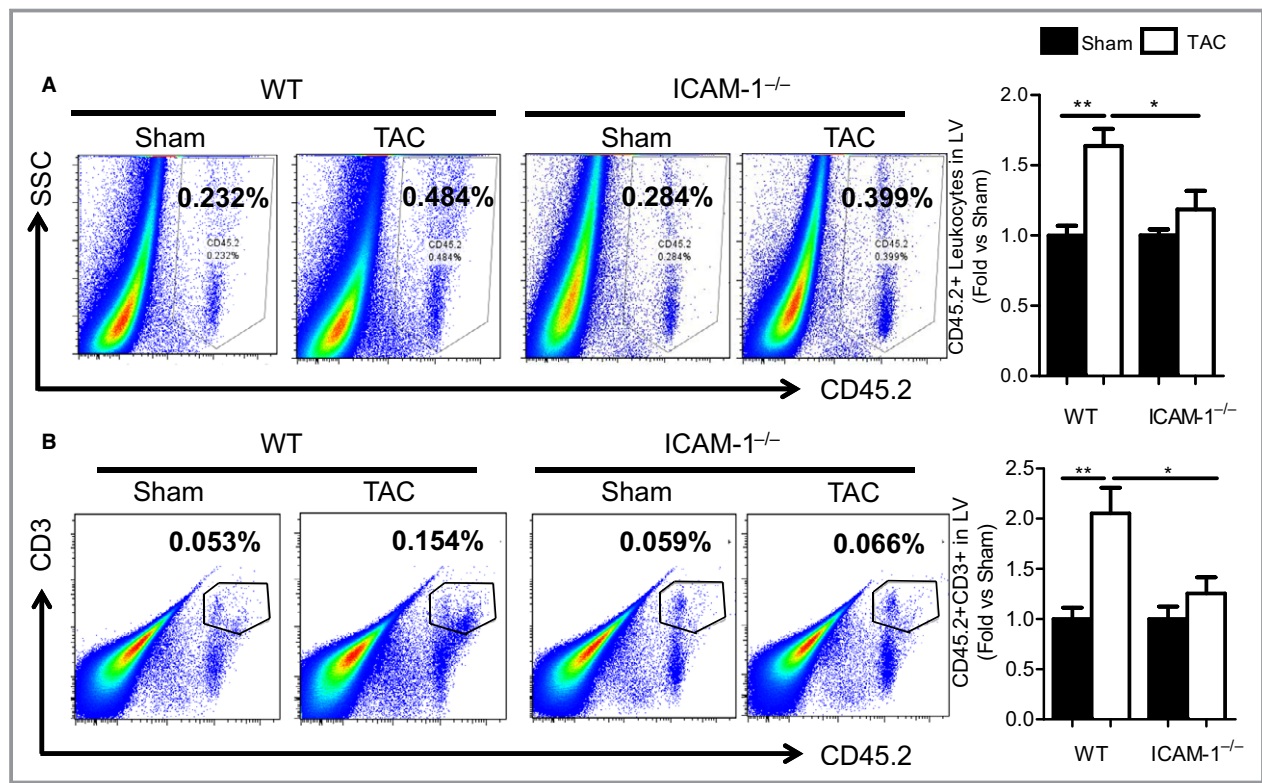 Sham TAC
A
WT
ICAM-1–/–
Sham
TAC
Sham
TAC
SSC
0.232%
0.484%
0.284%
0.399%
CD45.2
0.232%
CD45.2
0.484%
CD45.2
0.284%
CD45.2
0.399%
CD45.2
CD45.2+ Leukocytes in LV
(Fold vs Sham)
2.0
1.5
1.0
0.5
0.0
**
*
WT ICAM-1–/–
B
WT
ICAM-1–/–
Sham
TAC
Sham
TAC
CD3
0.053%
0.154%
0.059%
0.066%
CD45.2
CD45.2+CD3+ in LV
(Fold vs Sham)
2.5
2.0
1.5
1.0
0.5
0.0
**
*
WT ICAM-1–/–